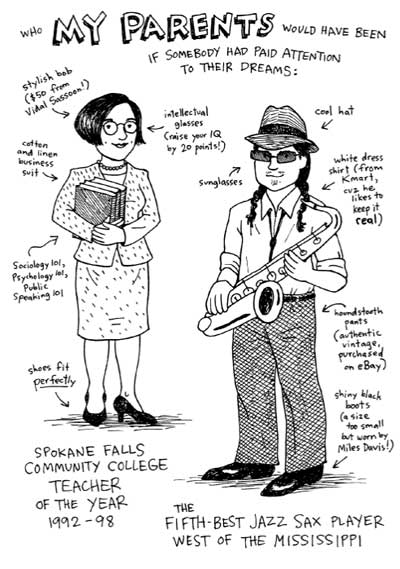 WHO MY PARENTS WOULD HAVE BEEN
IF SOMEBODY HAD PAID ATTENTION
TO THEIR DREAMS:
stylish bob
($50 from
Vidal Sassoon!)
intellectual
glasses
(raise your IQ
by 20 points!)
cotton
and linen
business
suit
Sociology 101,
Psychology 101,
Public
Speaking 101
shoes fit
perfectly
SPOKANE FALLS
COMMUNITY COLLEGE
TEACHER
OF THE YEAR
1992-98
cool hat
sunglasses
white dress
shirt (from
Kmart,
cuz he
likes to
keep it
real)
houndstooth
pants
(authentic
vintage,
purchased
on eBay)
shiny black
boots
(a size
too small
but worn by
Miles Davis!)
THE
FIFTH-BEST JAZZ SAX PLAYER
WEST OF THE MISSISSIPPI